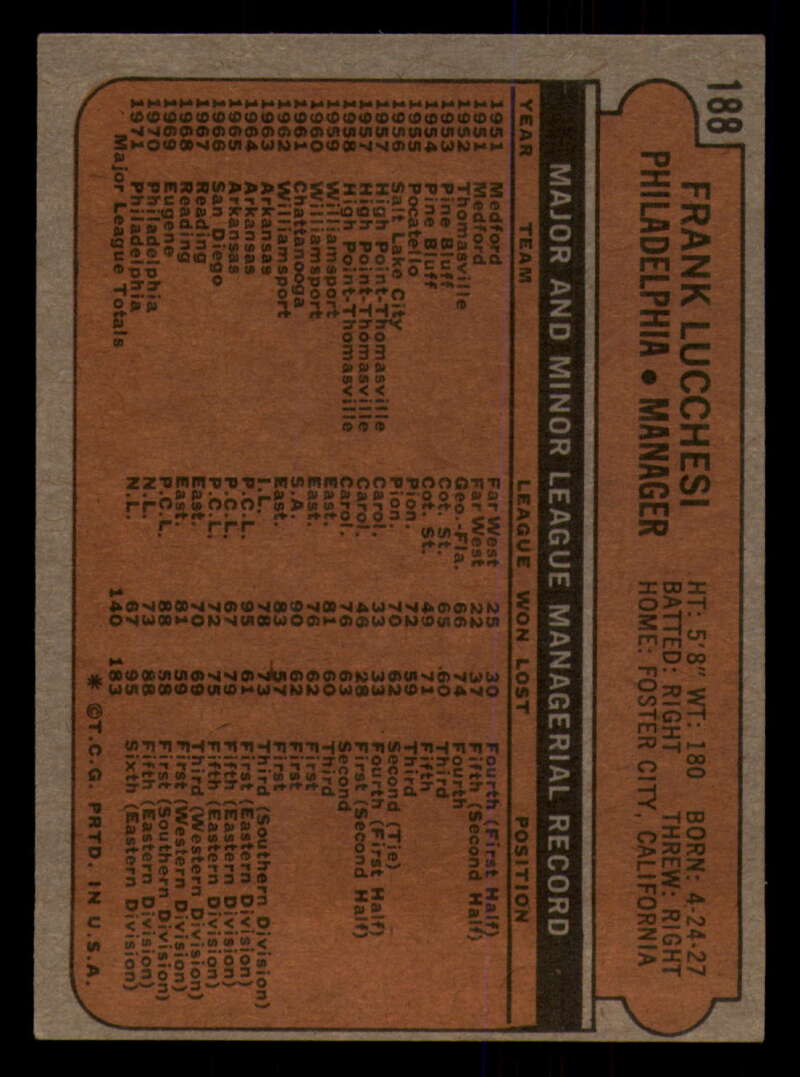 188
FRANK LUCCHESI
PHILADELPHIA • MANAGER
HT: 5'8" WT: 180 BORN: 4-24-27
BATTED: RIGHT THREW: RIGHT
HOME: FOSTER CITY, CALIFORNIA
MAJOR AND MINOR LEAGUE MANAGERIAL RECORD
YEAR TEAM LEAGUE WON LOST POSITION
1951 Medford Far West 25 30 Fourth (First Half)
1951 Medford Far West 22 37 Fifth (Second Half)
1952 Thomasville Geo.-Fla. 66 74 Fourth
1953 Pine Bluff Cot. St. 65 60 Third
1954 Pine Bluff Cot. St. 49 71 Fifth
1955 Pocatello Pion. 72 59 Third
1956 Salt Lake City Pion. 70 62 Second (Tie)
1957 High Point-Thomasville Carol. 33 33 Fourth (First Half)
1957 High Point-Thomasville Carol. 46 28 First (Second Half)
1958 High Point-Thomasville Carol. 76 63 Second
1959 Williamsport East. 81 60 Third
1960 Williamsport East. 76 62 First
1961 Chattanooga S.A. 90 62 First
1962 Williamsport East. 83 57 First
1963 Arkansas I.L. 78 73 Third (Southern Division)
1964 Arkansas P.C.L. 95 61 First (Eastern Division)
1965 Arkansas P.C.L. 67 79 Fifth (Eastern Division)
1966 San Diego P.C.L. 72 75 Fifth (Eastern Division)
1967 Reading East. 70 69 Third (Western Division)
1968 Reading East. 81 59 First (Western Division)
1969 Eugene P.C.L. 88 58 First (Southern Division)
1970 Philadelphia N.L. 73 88 Fifth (Eastern Division)
1971 Philadelphia N.L. 67 95 Sixth (Eastern Division)
Major League Totals 140 183
* ©T.C.G. PRTD. IN U.S.A.